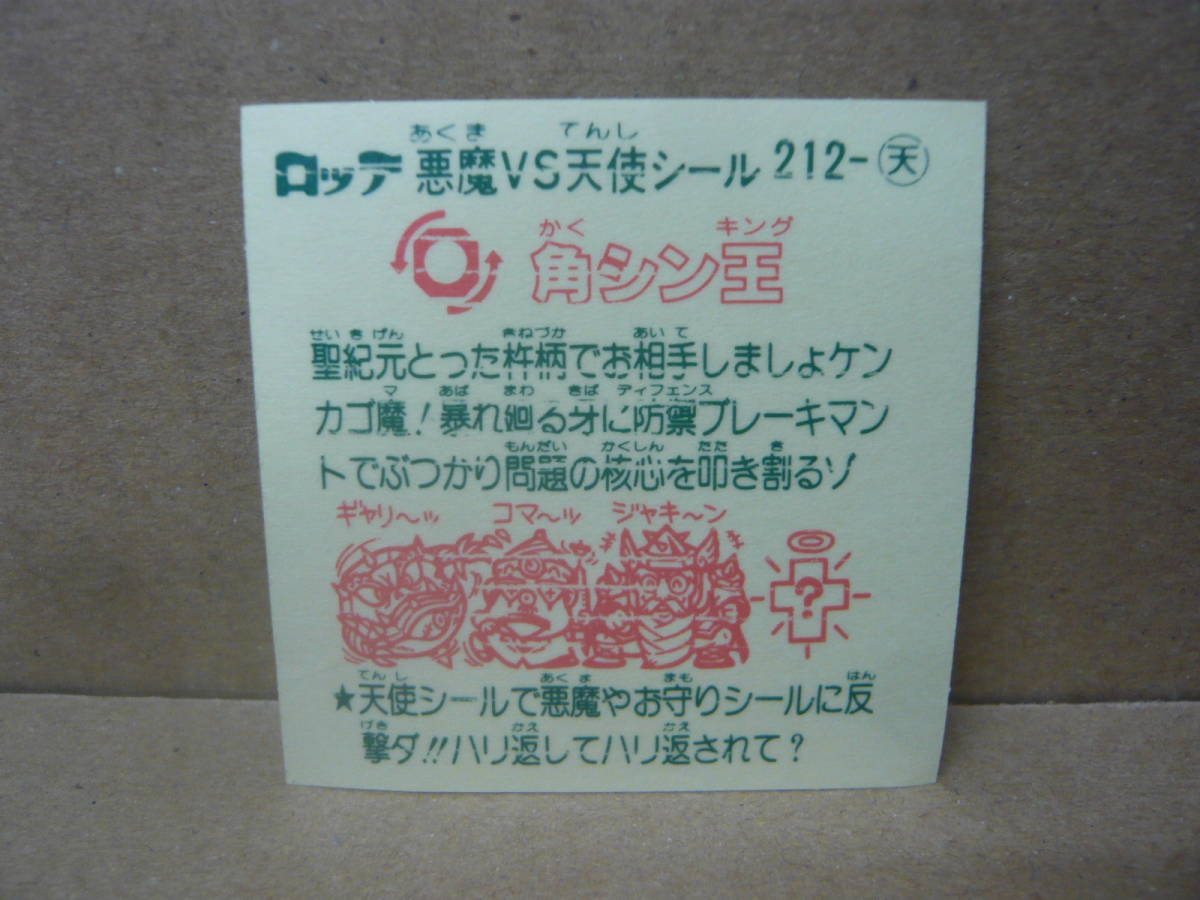 あくま てんし
ロッテ 悪魔VS天使シール 212-天
かく キング
角シン王
せいきげん きねづか あいて
聖紀元とった杵柄でお相手しましょケン
マ あば まわ きば ディフェンス
カゴ魔!暴れ廻る牙に防禦ブレーキマン
もんだい かくしん たた き
トでぶつかり問題の核心を叩き割るゾ
ギャリ〜ッ コマ〜ッ ジャキ〜ン
?
てんし あくま まも はん
★天使シールで悪魔やお守りシールに反
げき かえ かえ
撃ダ!!ハリ返してハリ返されて?